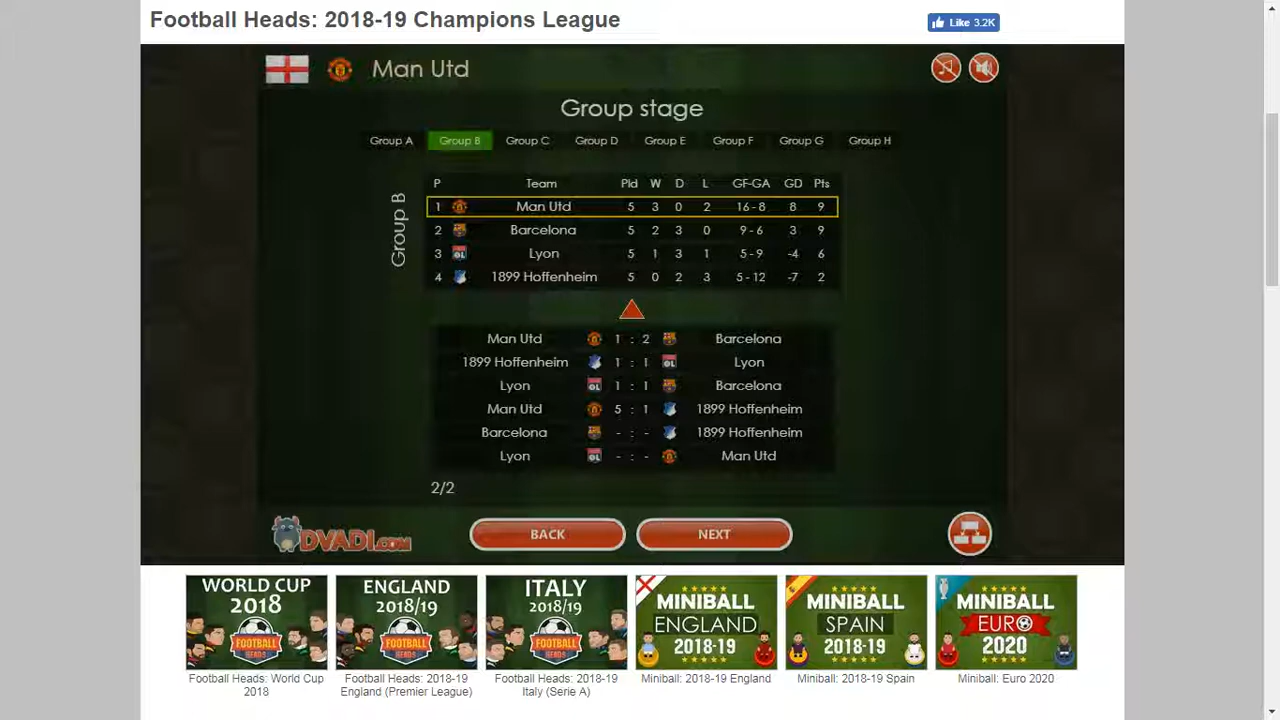 Football Heads: 2018-19 Champions League
Like 3.2K
Man Utd
Group stage
Group A Group B Group C Group D Group E Group F Group G Group H
Group B
P Team Pld W D L GF-GA GD Pts
1 Man Utd 5 3 0 2 16 - 8 8 9
2 Barcelona 5 2 3 0 9 - 6 3 9
3 Lyon 5 1 3 1 5 - 9 -4 6
4 1899 Hoffenheim 5 0 2 3 5 - 12 -7 2
Man Utd 1 : 2 Barcelona
1899 Hoffenheim 1 : 1 Lyon
Lyon 1 : 1 Barcelona
Man Utd 5 : 1 1899 Hoffenheim
Barcelona - : - 1899 Hoffenheim
Lyon - : - Man Utd
2/2
DVADI.COM
BACK NEXT
WORLD CUP
2018
FOOTBALL
HEADS
ENGLAND
2018/19
FOOTBALL
HEADS
ITALY
2018/19
FOOTBALL
HEADS
MINIBALL
ENGLAND
2018-19
MINIBALL
SPAIN
2018-19
MINIBALL
EURO
2020
Football Heads: World Cup
2018
Football Heads: 2018-19
England (Premier League)
Football Heads: 2018-19
Italy (Serie A)
Miniball: 2018-19 England
Miniball: 2018-19 Spain
Miniball: Euro 2020